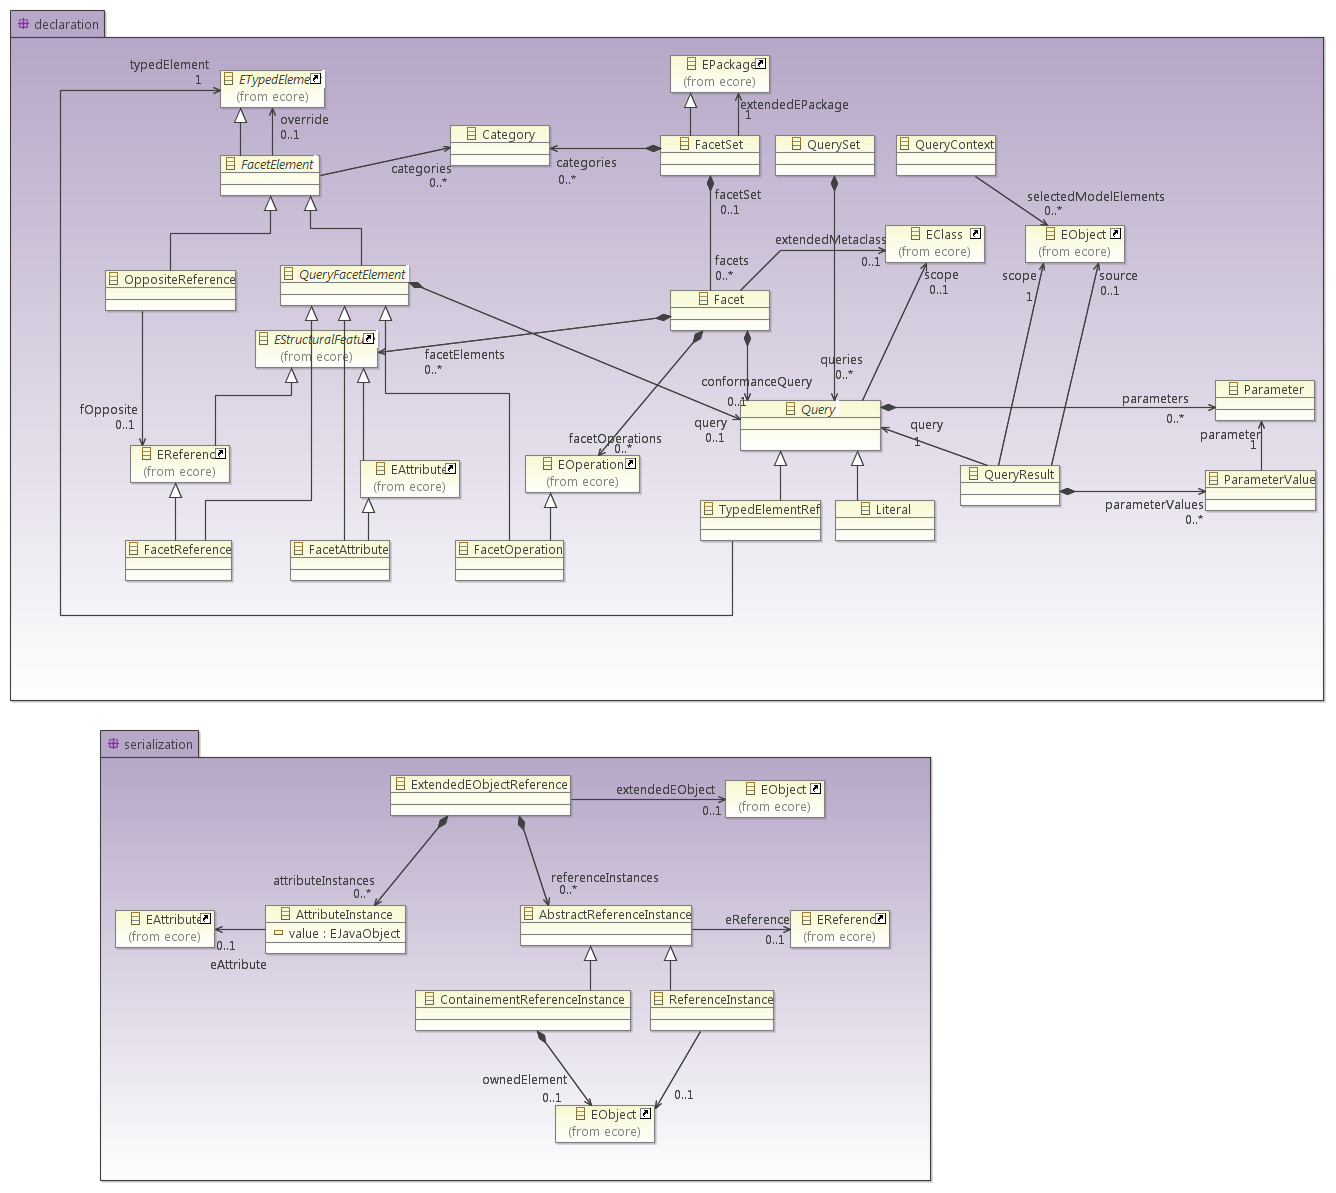 declaration
typedElement
1
ETypedEleme
(from ecore)
override
0..1
FacetElement
Category
categories
0..*
categories
0..*
EPackage
(from ecore)
extendedEPackage
1
FacetSet
QuerySet
QueryContext
facetSet
0..1
selectedModelElements
0..*
EClass
(from ecore)
EObject
(from ecore)
extendedMetaclass
0..1
scope
0..1
scope
1
source
0..1
OppositeReference
QueryFacetElement
facets
0..*
Facet
EStructuralFeatur
(from ecore)
facetElements
0..*
queries
0..*
conformanceQuery
0..1
Query
query
0..1
query
1
parameters
0..*
Parameter
parameter
1
fOpposite
0..1
facetOperations
0..*
EReferenc
(from ecore)
EAttribute
(from ecore)
EOperation
(from ecore)
QueryResult
ParameterValue
parameterValues
0..*
TypedElementRef
Literal
FacetReference
FacetAttribute
FacetOperation
serialization
ExtendedEObjectReference
extendedEObject
0..1
EObject
(from ecore)
attributeInstances
0..*
referenceInstances
0..*
EAttribute
(from ecore)
0..1
eAttribute
AttributeInstance
value : EJavaObject
AbstractReferenceInstance
eReference
0..1
EReferenc
(from ecore)
ContainementReferenceInstance
ReferenceInstance
ownedElement
0..1
0..1
EObject
(from ecore)